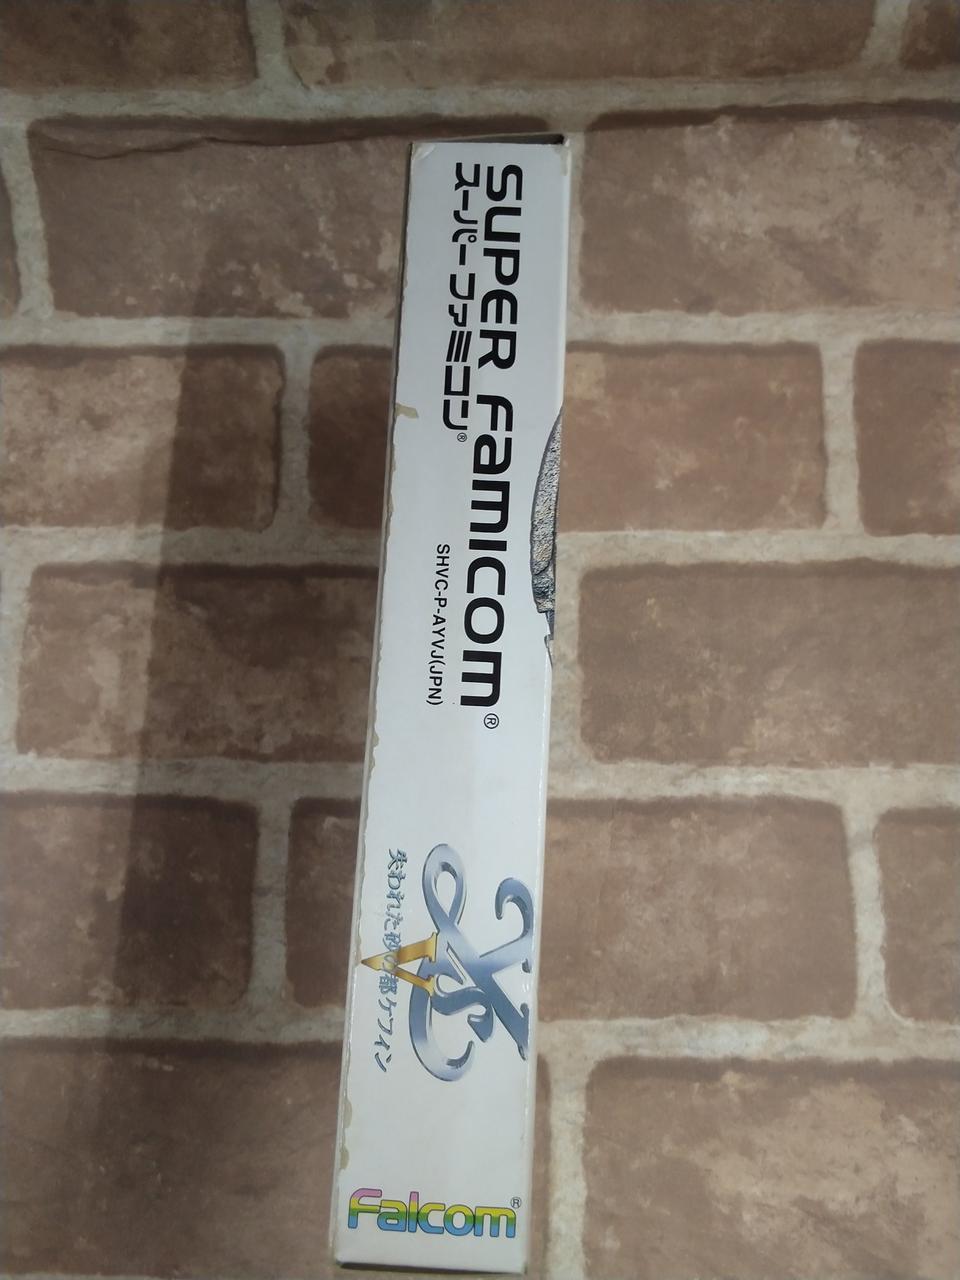 SUPER FAMICOM®
スーパーファミコン®
SHVC-P-AYVJ(JPN)
Ys
V
失われた砂の都ケフィン
Falcom®